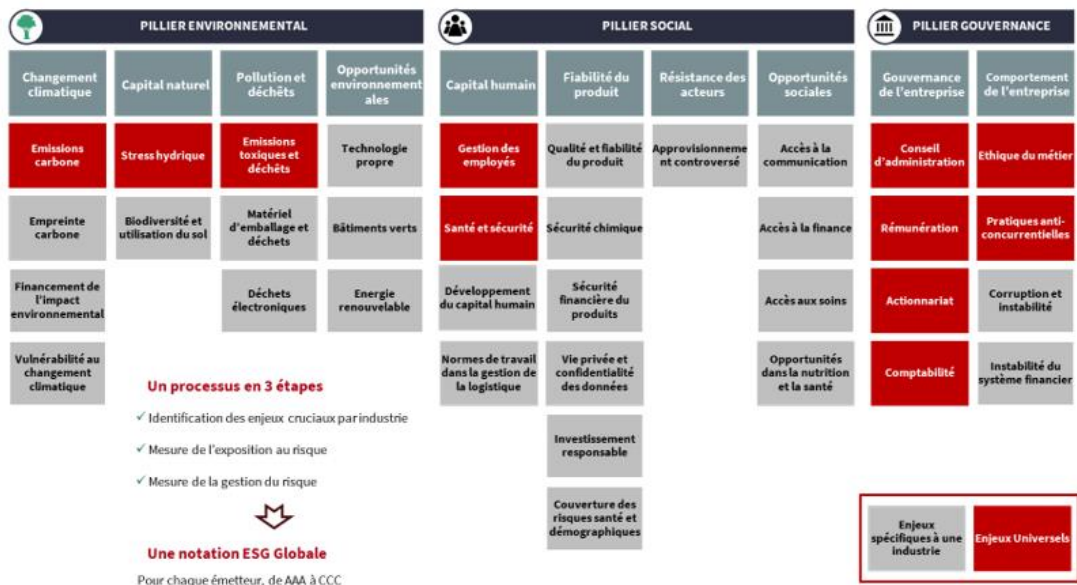 PILLIER ENVIRONNEMENTAL
PILLIER SOCIAL
PILLIER GOUVERNANCE
Changement
climatique
Capital naturel
Pollution et
déchêts
Opportunités
environnement
ales
Capital humain
Fiabilité du
produit
Résistance des
acteurs
Opportunités
sociales
Gouvernance
de l'entreprise
Comportement
de l'entreprise
Emissions
carbone
Stress hydrique
Emissions
toxiques et
déchêts
Technologie
propre
Gestion des
employés
Qualité et fiabilité
du produit
Approvisionneme
nt controversé
Accès à la
communication
Conseil
d'administration
Ethique du métier
Empreinte
carbone
Biodiversité et
utilisation du sol
Matériel
d'emballage et
déchets
Bâtiments verts
Santé et sécurité
Sécurité chimique
Accès à la finance
Rémunération
Pratiques anti-
concurrentielles
Financement de
l'impact
environnemental
Déchets
électroniques
Energie
renouvelable
Développement
du capital humain
Sécurité
financière du
produits
Accès aux soins
Actionnariat
Corruption et
instabilité
Vulnérabilité au
changement
climatique
Normes de travail
dans la gestion de
la logistique
Vie privée et
confidentialité
des données
Opportunités
dans la nutrition
et la santé
Comptabilité
Instabilité du
système financier
Investissement
responsable
Couverture des
risques santé et
démographiques
Un processus en 3 étapes
✓ Identification des enjeux cruciaux par industrie
✓ Mesure de l'exposition au risque
✓ Mesure de la gestion du risque
Une notation ESG Globale
Pour chaque émetteur, de AAA à CCC
Enjeux
spécifiques à une
industrie
Enjeux Universels